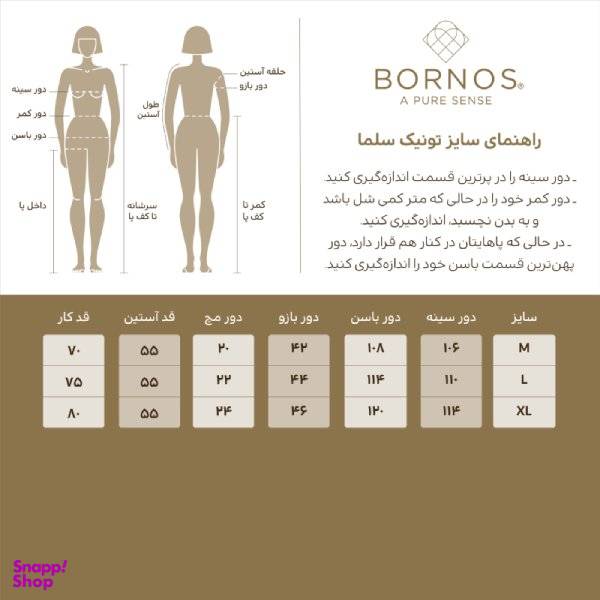 BORNOS®
A PURE SENSE
راهنمای سایز تونیک سلما
- دور سینه را در پرترین قسمت اندازه‌گیری کنید.
- دور کمر خود را در حالی که متر کمی شل باشد
و به بدن نچسبد، اندازه‌گیری کنید.
- در حالی که پاهایتان در کنار هم قرار دارد، دور
پهن‌ترین قسمت باسن خود را اندازه‌گیری کنید.
حلقه آستین
دور بازو
کمر تا
کف پا
طول
آستین
دور سینه
دور کمر
دور باسن
سرشانه
تا کف پا
داخل پا
سایز دور سینه دور باسن دور بازو دور مچ قد آستین قد کار
M ۱۰۶ ۱۰۸ ۴۲ ۲۰ ۵۵ ۷۰
L ۱۱۰ ۱۱۴ ۴۴ ۲۲ ۵۵ ۷۵
XL ۱۱۴ ۱۲۰ ۴۶ ۲۴ ۵۵ ۸۰
Snapp!
Shop